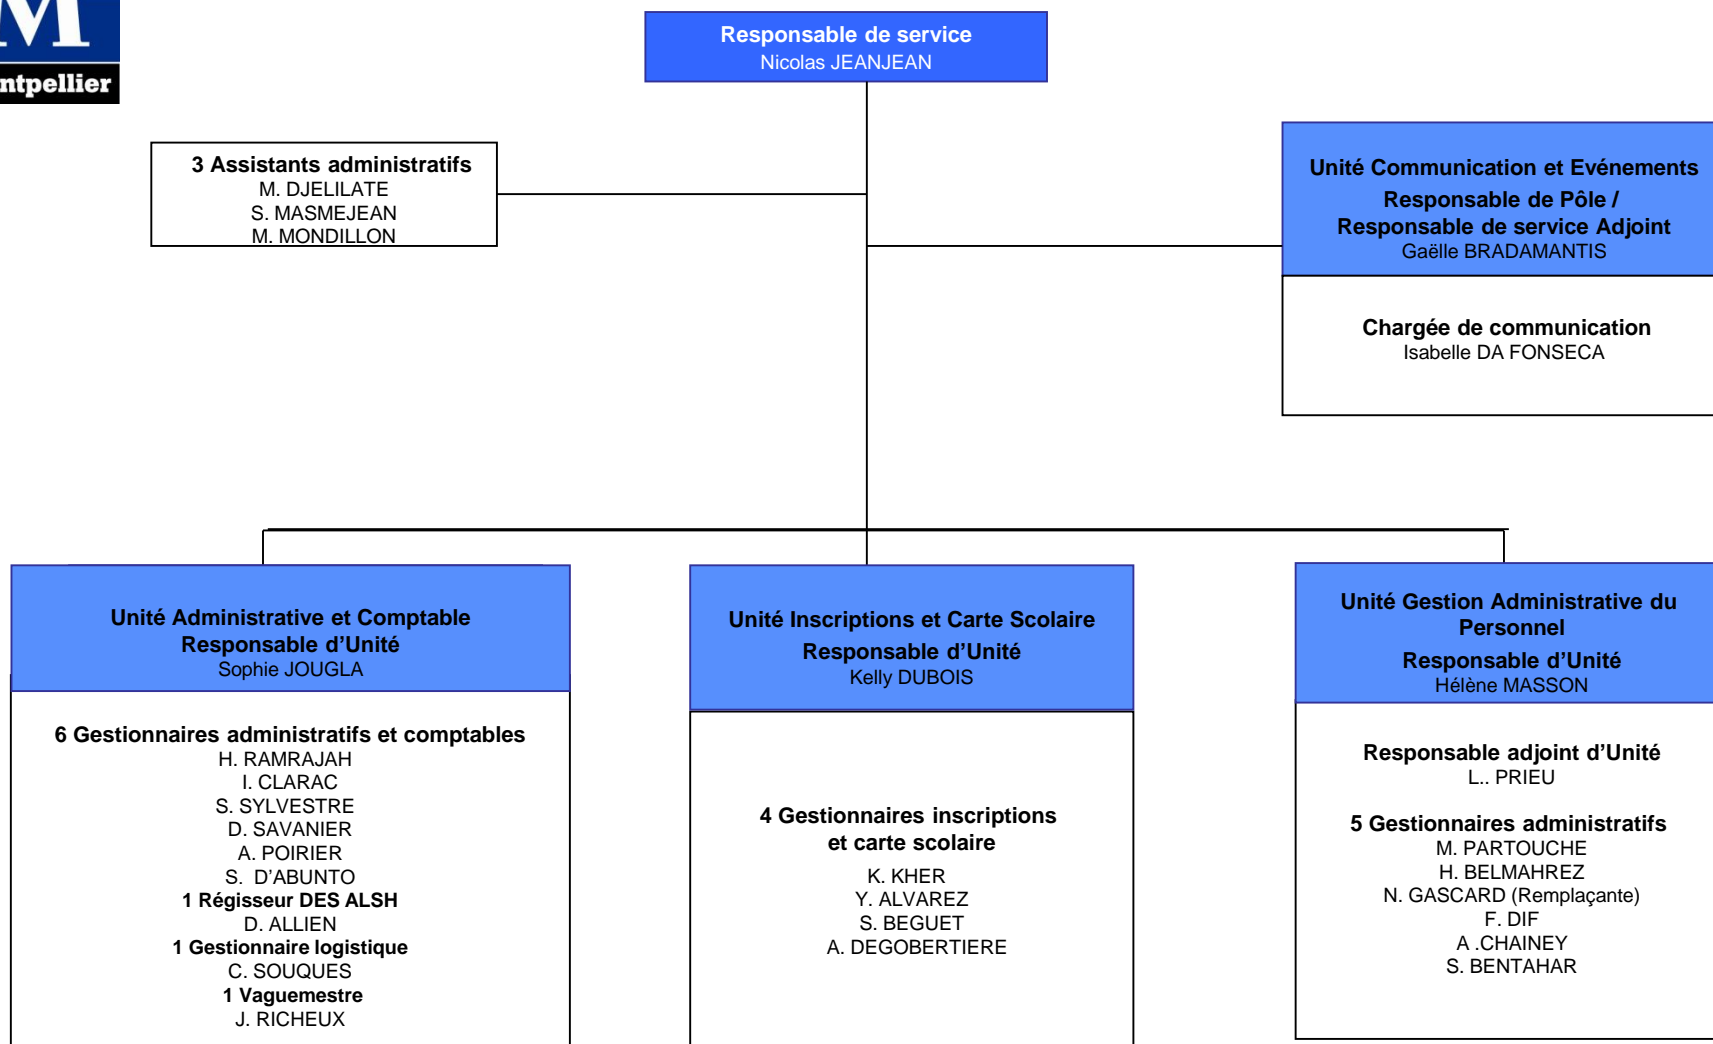 M
ntpellier
Responsable de service
Nicolas JEANJEAN
3 Assistants administratifs
M. DJELILATE
S. MASMEJEAN
M. MONDILLON
Unité Communication et Evénements
Responsable de Pôle /
Responsable de service Adjoint
Gaëlle BRADAMANTIS
Chargée de communication
Isabelle DA FONSECA
Unité Administrative et Comptable
Responsable d’Unité
Sophie JOUGLA
6 Gestionnaires administratifs et comptables
H. RAMRAJAH
I. CLARAC
S. SYLVESTRE
D. SAVANIER
A. POIRIER
S. D’ABUNTO
1 Régisseur DES ALSH
D. ALLIEN
1 Gestionnaire logistique
C. SOUQUES
1 Vaguemestre
J. RICHEUX
Unité Inscriptions et Carte Scolaire
Responsable d’Unité
Kelly DUBOIS
4 Gestionnaires inscriptions
et carte scolaire
K. KHER
Y. ALVAREZ
S. BEGUET
A. DEGOBERTIERE
Unité Gestion Administrative du
Personnel
Responsable d’Unité
Hélène MASSON
Responsable adjoint d’Unité
L.. PRIEU
5 Gestionnaires administratifs
M. PARTOUCHE
H. BELMAHREZ
N. GASCARD (Remplaçante)
F. DIF
A .CHAINEY
S. BENTAHAR